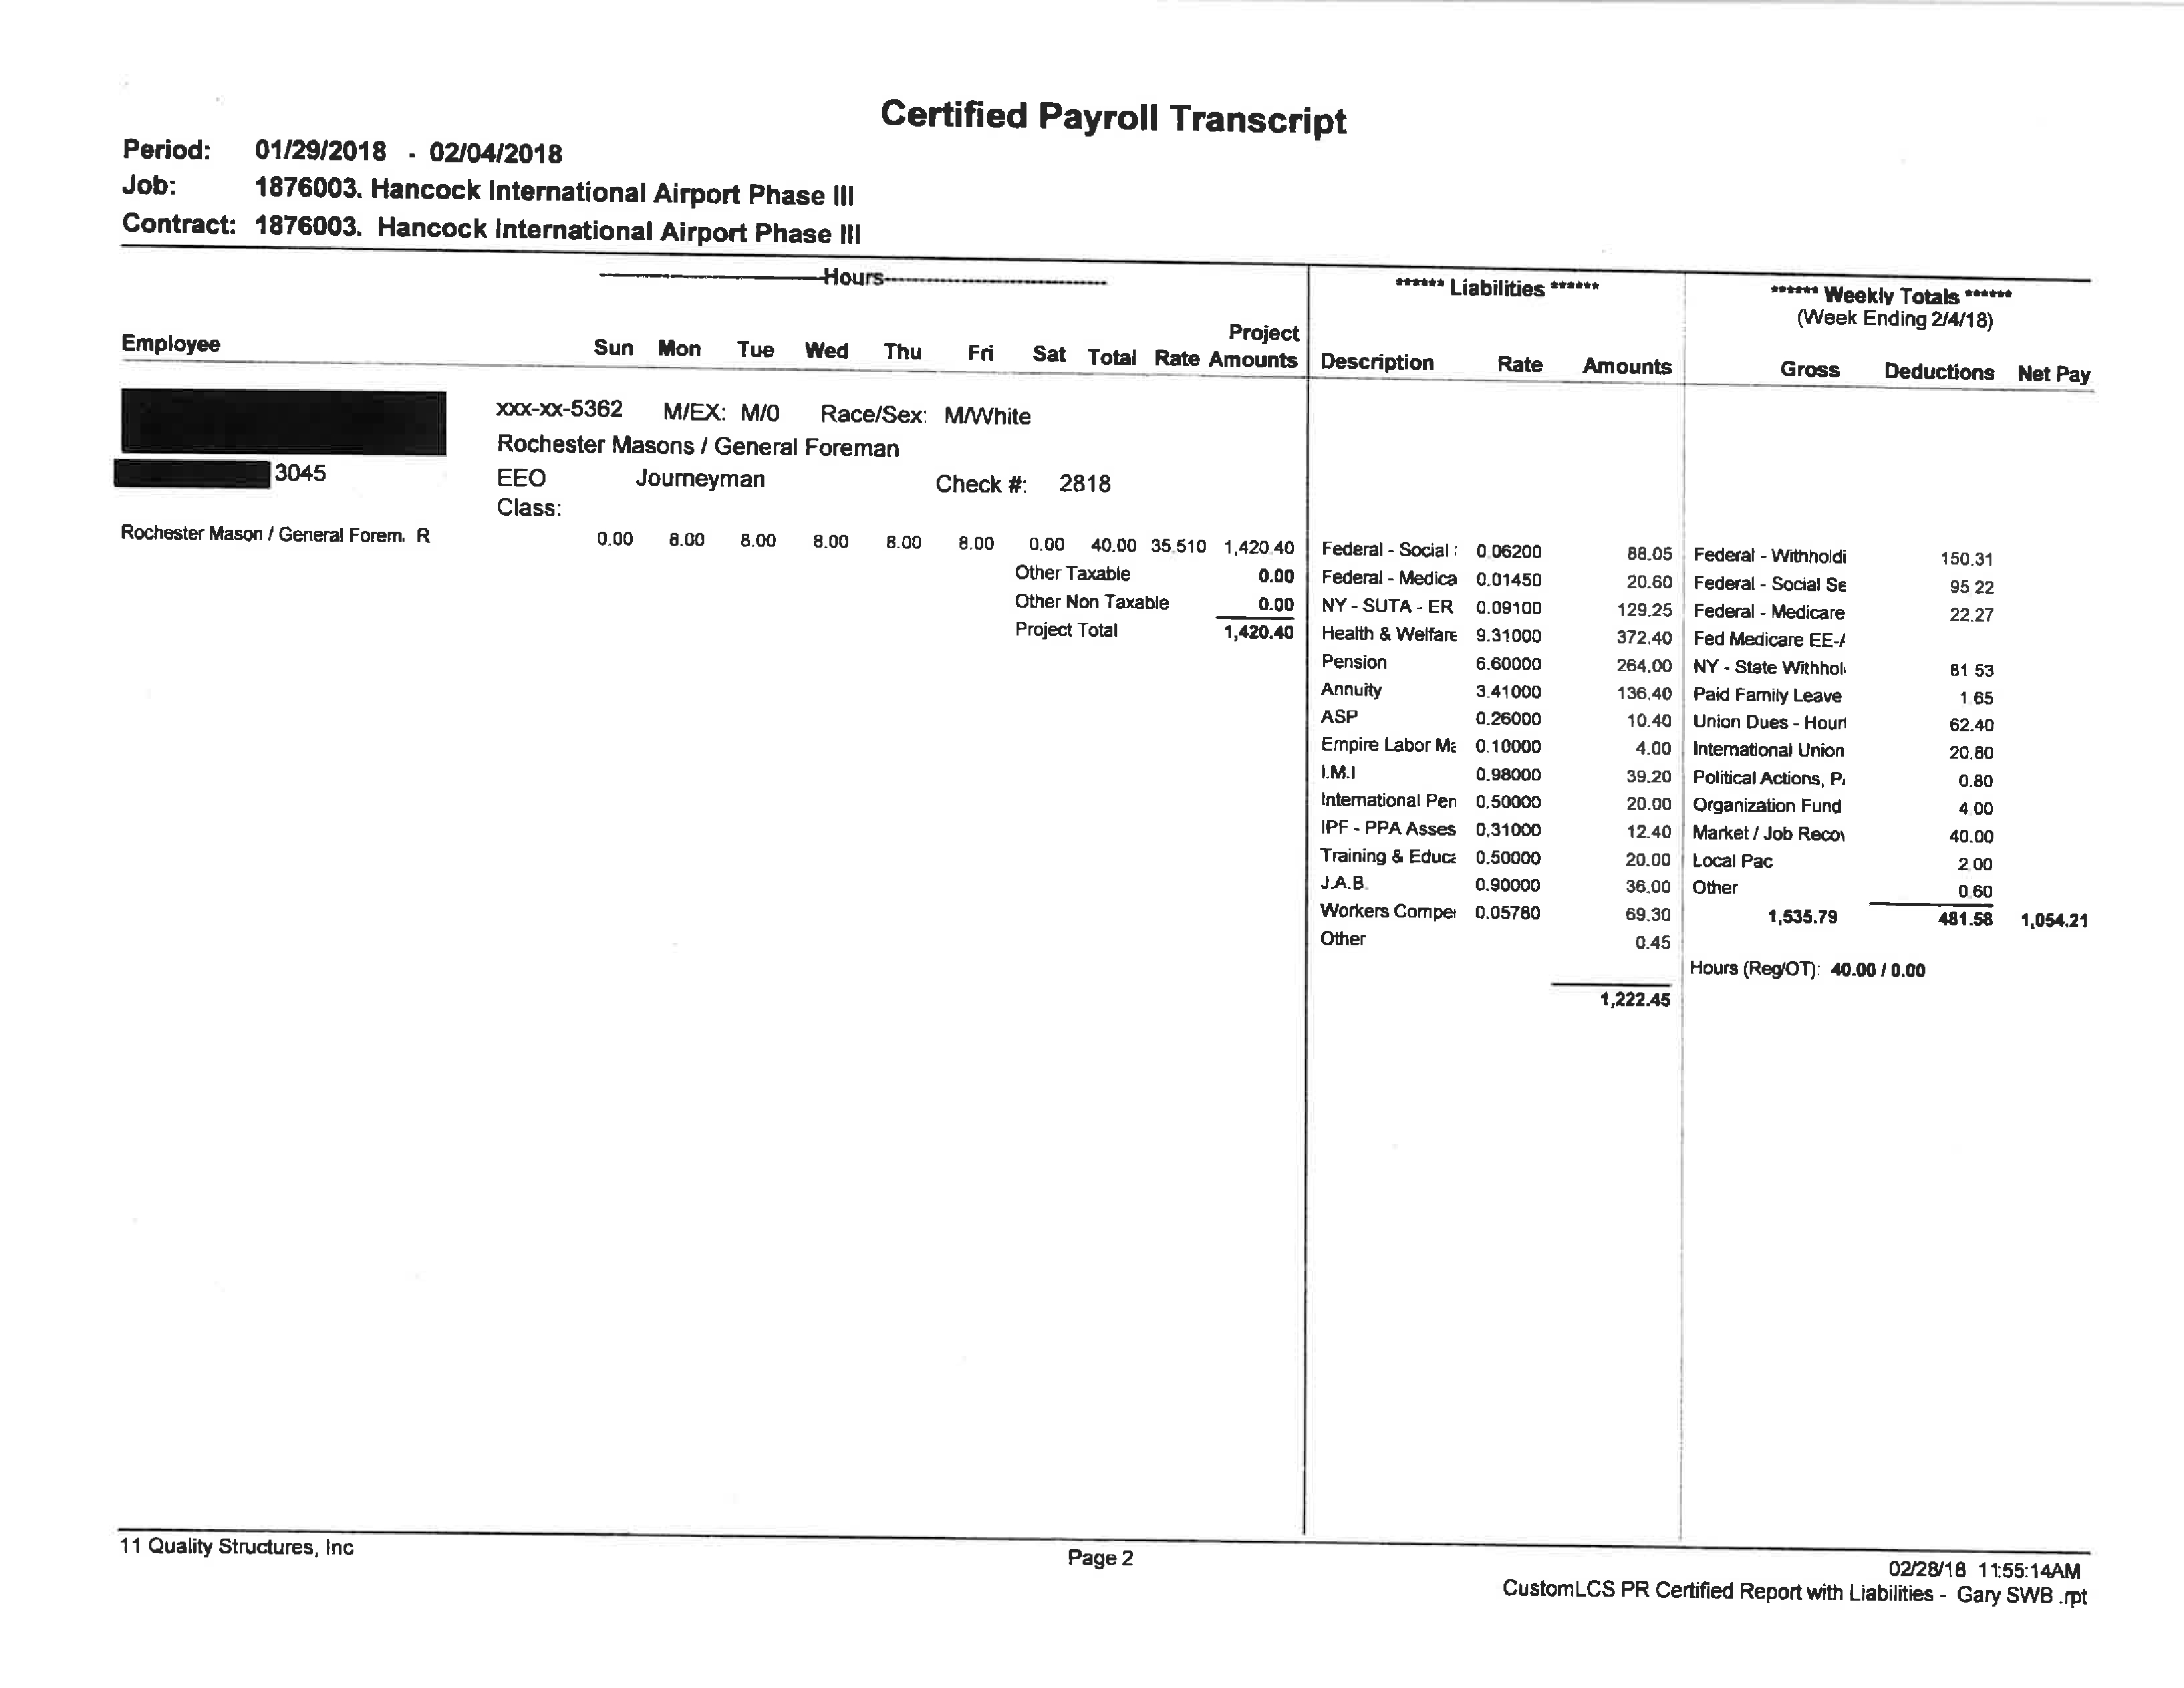 Certified Payroll Transcript
Period: 01/29/2018 - 02/04/2018
Job: 1876003. Hancock International Airport Phase III
Contract: 1876003. Hancock International Airport Phase III
Hours
****** Liabilities ******
****** Weekly Totals ******
(Week Ending 2/4/18)
Employee Sun Mon Tue Wed Thu Fri Sat Total Rate Project Amounts Description Rate Amounts Gross Deductions Net Pay
xxx-xx-5362 M/EX: M/0 Race/Sex: M/White
Rochester Masons / General Foreman
3045 EEO Class: Journeyman Check #: 2818
Rochester Mason / General Forem. R 0.00 8.00 8.00 8.00 8.00 8.00 0.00 40.00 35.510 1,420.40
Other Taxable 0.00
Other Non Taxable 0.00
Project Total 1,420.40
Federal - Social : 0.06200 88.05
Federal - Medica 0.01450 20.60
NY - SUTA - ER 0.09100 129.25
Health & Welfare 9.31000 372.40
Pension 6.60000 264.00
Annuity 3.41000 136.40
ASP 0.26000 10.40
Empire Labor Ma 0.10000 4.00
I.M.I 0.98000 39.20
International Pen 0.50000 20.00
IPF - PPA Asses 0.31000 12.40
Training & Educa 0.50000 20.00
J.A.B. 0.90000 36.00
Workers Compe 0.05780 69.30
Other 0.45
1,222.45
Federal - Withholdi 150.31
Federal - Social Se 95.22
Federal - Medicare 22.27
Fed Medicare EE-A
NY - State Withhol 81.53
Paid Family Leave 1.65
Union Dues - Hourl 62.40
International Union 20.80
Political Actions, P. 0.80
Organization Fund 4.00
Market / Job Recov 40.00
Local Pac 2.00
Other 0.60
1,535.79 481.58 1,054.21
Hours (Reg/OT): 40.00 / 0.00
11 Quality Structures, Inc
Page 2
02/28/18 11:55:14AM
CustomLCS PR Certified Report with Liabilities - Gary SWB .rpt